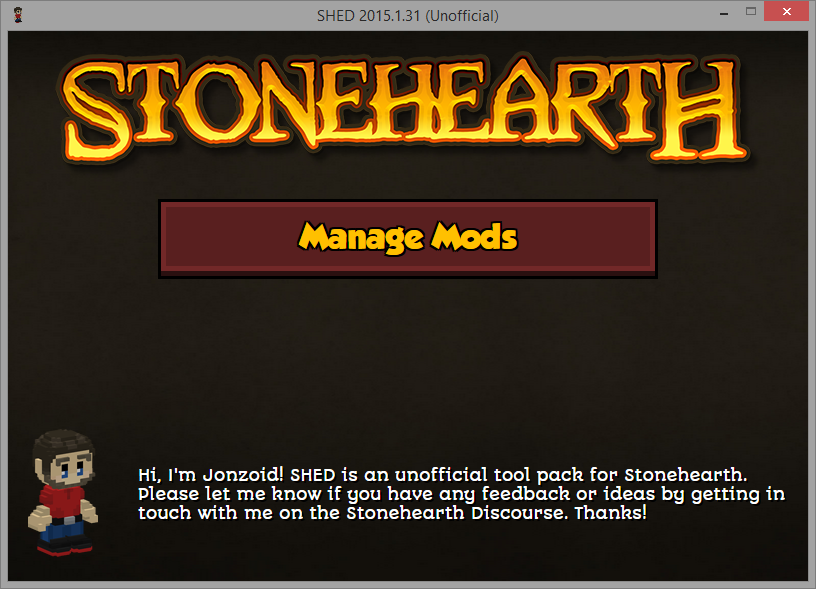 SHED 2015.1.31 (Unofficial)
STONEHEARTH
Manage Mods
Hi, I'm Jonzoid! SHED is an unofficial tool pack for Stonehearth.
Please let me know if you have any feedback or ideas by getting in
touch with me on the Stonehearth Discourse. Thanks!